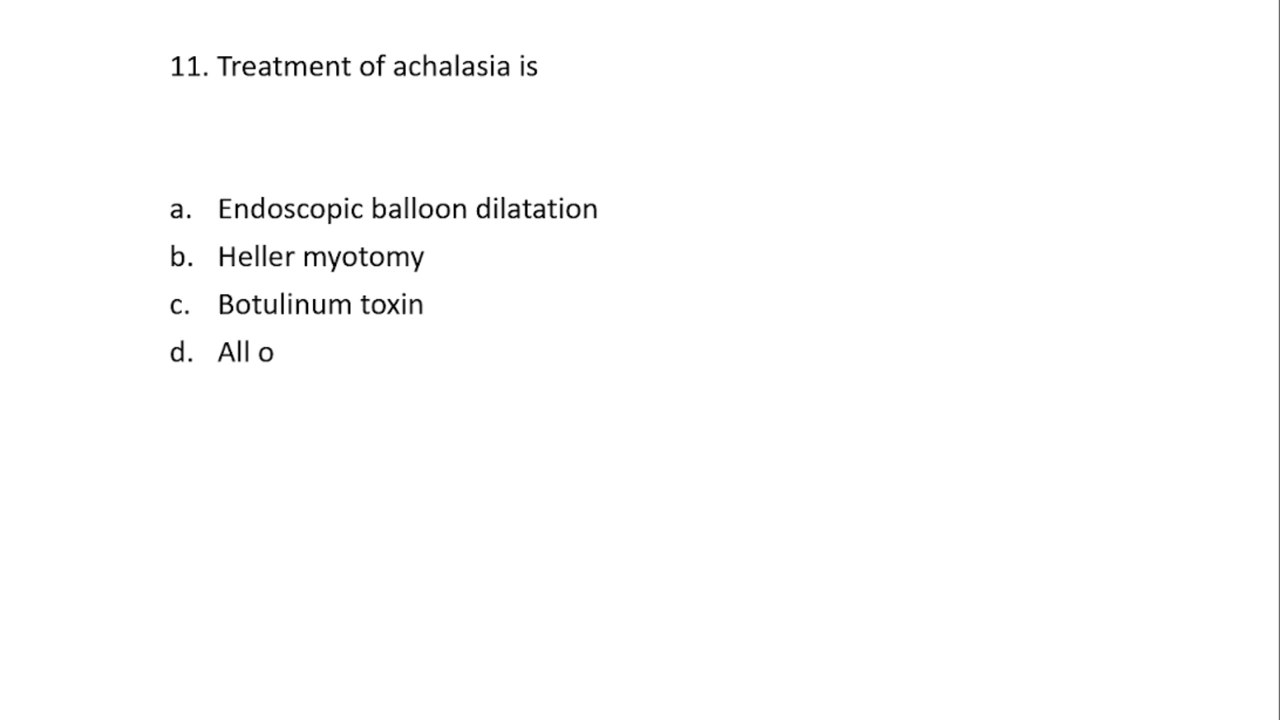 11. Treatment of achalasia is
a. Endoscopic balloon dilatation
b. Heller myotomy
c. Botulinum toxin
d. All o